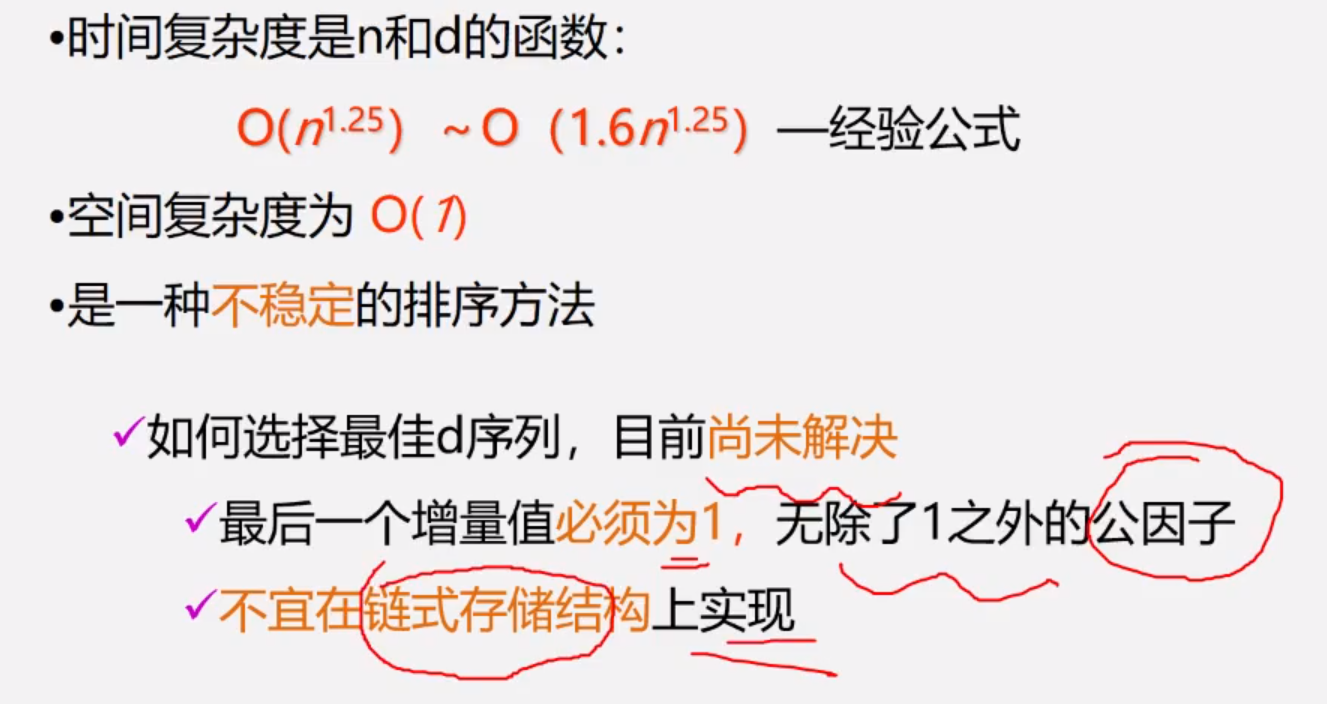 •时间复杂度是n和d的函数：
O(n^1.25) ~ O（1.6n^1.25）—经验公式
•空间复杂度为 O(1)
•是一种不稳定的排序方法
✓如何选择最佳d序列，目前尚未解决
✓最后一个增量值必须为1，无除了1之外的公因子
✓不宜在链式存储结构上实现